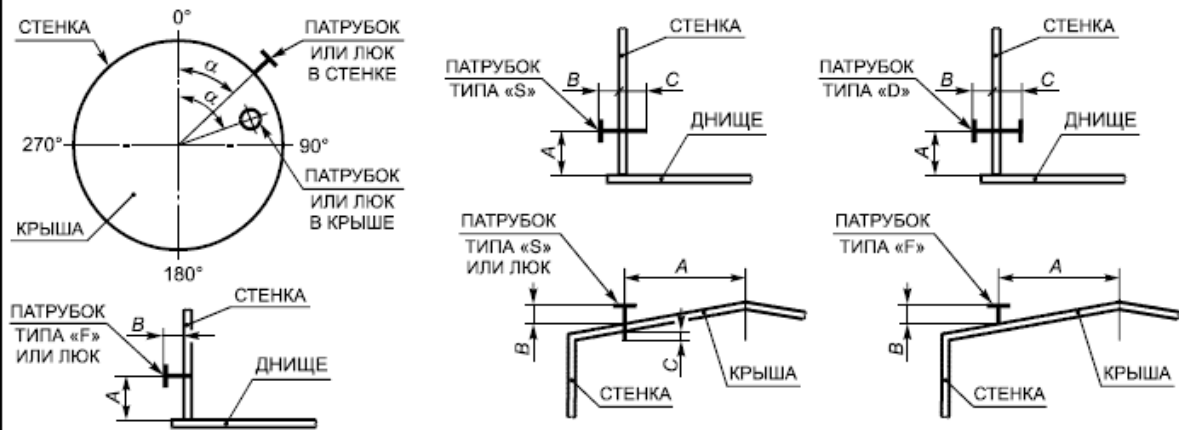 0°
СТЕНКА
ПАТРУБОК
ИЛИ ЛЮК
В СТЕНКЕ
α
α
270°
90°
ПАТРУБОК
ИЛИ ЛЮК
В КРЫШЕ
КРЫША
180°
СТЕНКА
ПАТРУБОК
ТИПА «S»
B
C
ДНИЩЕ
A
СТЕНКА
ПАТРУБОК
ТИПА «D»
B
C
ДНИЩЕ
A
СТЕНКА
ПАТРУБОК
ТИПА «F»
ИЛИ ЛЮК
B
ДНИЩЕ
A
ПАТРУБОК
ТИПА «S»
ИЛИ ЛЮК
A
B
C
КРЫША
СТЕНКА
ПАТРУБОК
ТИПА «F»
A
B
КРЫША
СТЕНКА